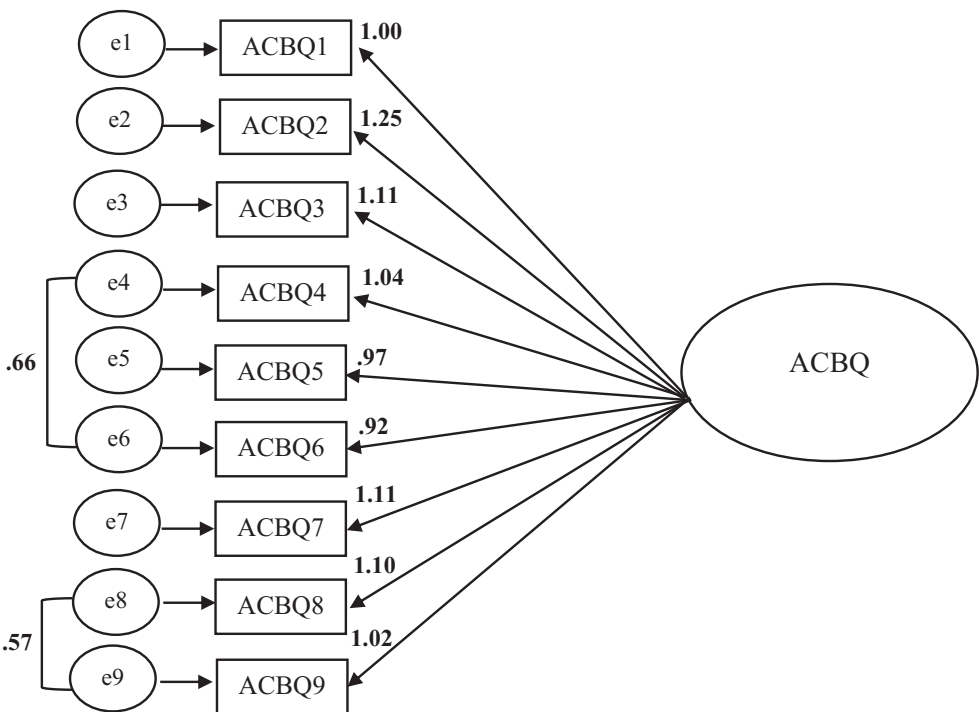 e1 ACBQ1 1.00
e2 ACBQ2 1.25
e3 ACBQ3 1.11
e4 ACBQ4 1.04
e5 ACBQ5 .97
.66
e6 ACBQ6 .92
e7 ACBQ7 1.11
e8 ACBQ8 1.10
.57
e9 ACBQ9 1.02
ACBQ